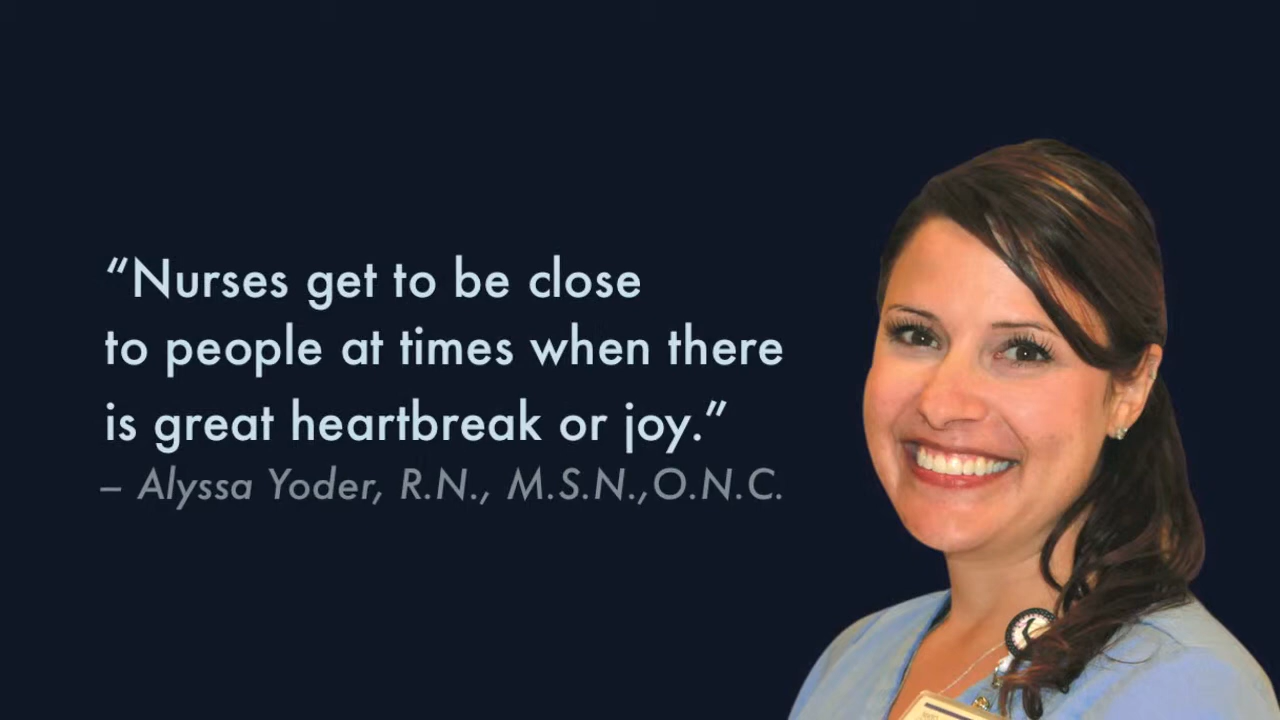 “Nurses get to be close
to people at times when there
is great heartbreak or joy.”
– Alyssa Yoder, R.N., M.S.N.,O.N.C.